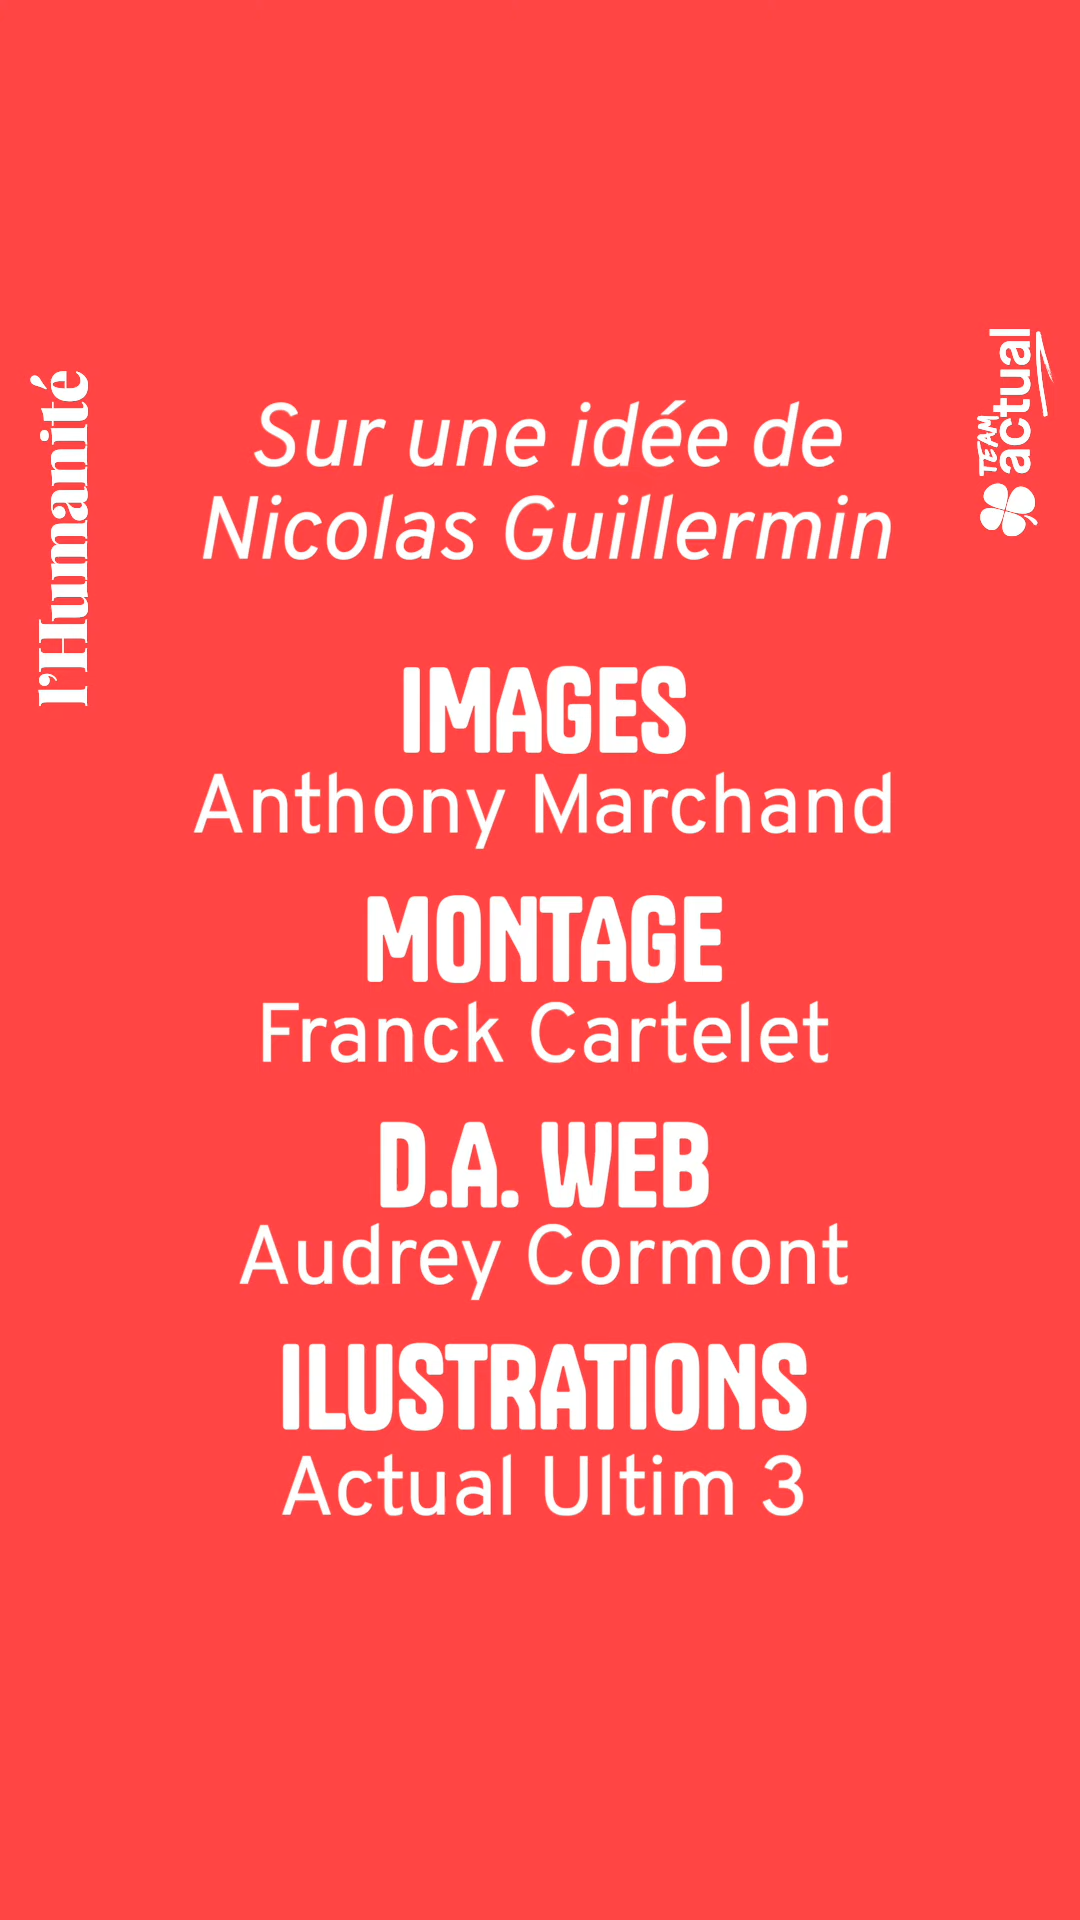 l'Humanité
TEAM
actual
Sur une idée de
Nicolas Guillermin
IMAGES
Anthony Marchand
MONTAGE
Franck Cartelet
D.A. WEB
Audrey Cormont
ILUSTRATIONS
Actual Ultim 3